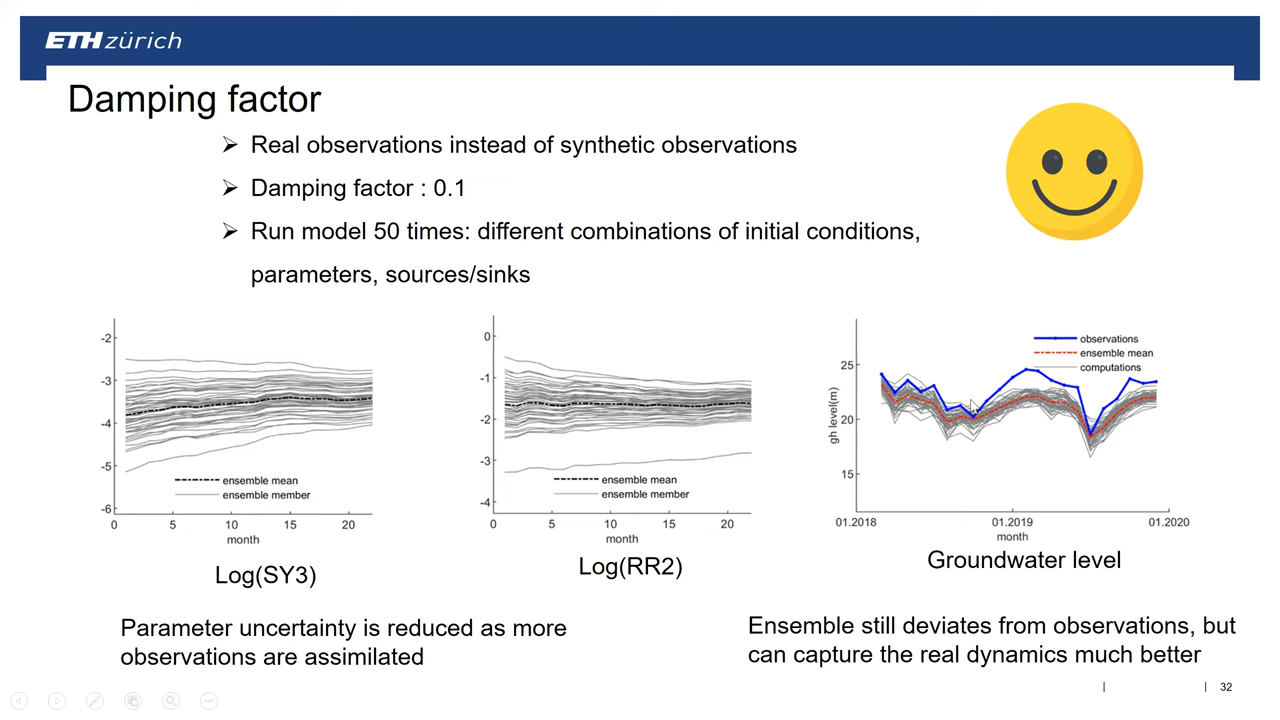 ETH zürich
Damping factor
➢ Real observations instead of synthetic observations
➢ Damping factor : 0.1
➢ Run model 50 times: different combinations of initial conditions,
parameters, sources/sinks
-2
-3
-4
-5
-6
0 5 10 15 20
month
ensemble mean
ensemble member
Log(SY3)
0
-1
-2
-3
-4
0 5 10 15 20
month
ensemble mean
ensemble member
Log(RR2)
25
20
15
gh level(m)
01.2018 01.2019 01.2020
month
observations
ensemble mean
computations
Groundwater level
Parameter uncertainty is reduced as more
observations are assimilated
Ensemble still deviates from observations, but
can capture the real dynamics much better
| | 32